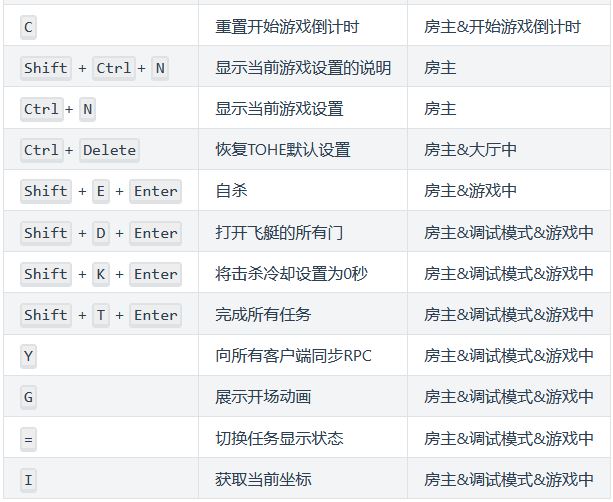 C 重置开始游戏倒计时 房主&开始游戏倒计时
Shift + Ctrl + N 显示当前游戏设置的说明 房主
Ctrl + N 显示当前游戏设置 房主
Ctrl + Delete 恢复TOHE默认设置 房主&大厅中
Shift + E + Enter 自杀 房主&游戏中
Shift + D + Enter 打开飞艇的所有门 房主&调试模式&游戏中
Shift + K + Enter 将击杀冷却设置为0秒 房主&调试模式&游戏中
Shift + T + Enter 完成所有任务 房主&调试模式&游戏中
Y 向所有客户端同步RPC 房主&调试模式&游戏中
G 展示开场动画 房主&调试模式&游戏中
= 切换任务显示状态 房主&调试模式&游戏中
I 获取当前坐标 房主&调试模式&游戏中